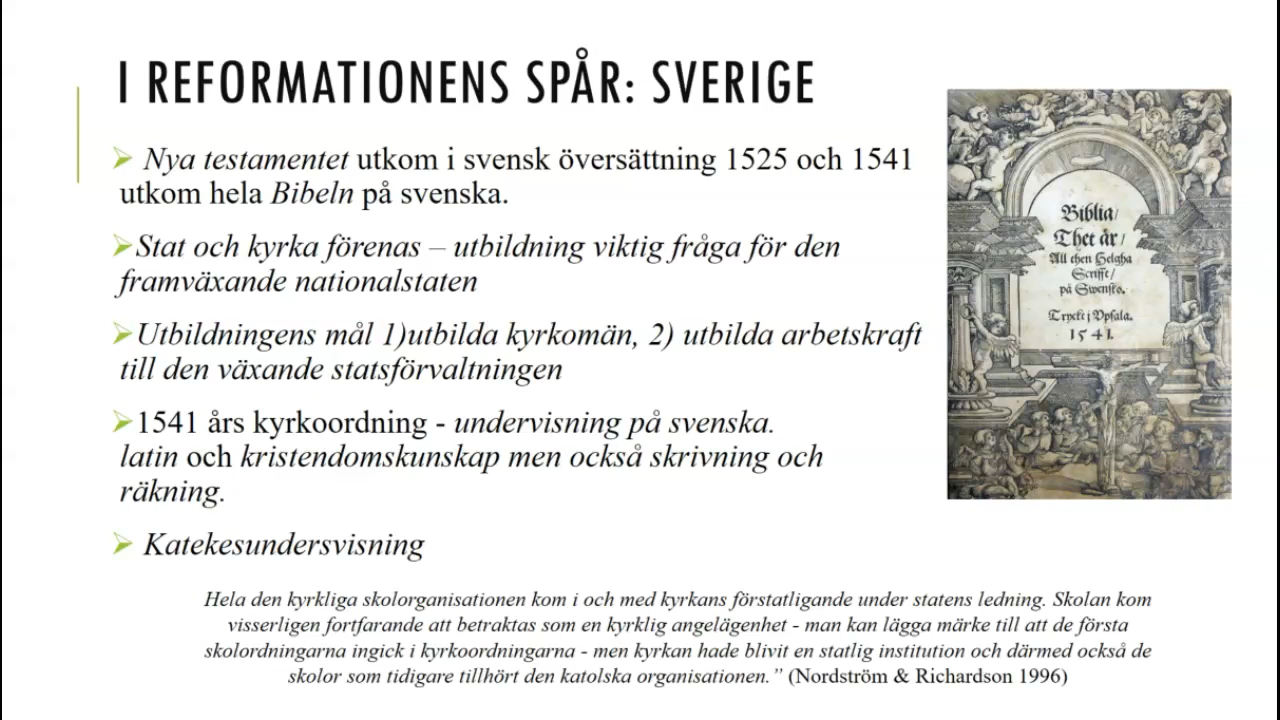 I REFORMATIONENS SPÅR: SVERIGE
➢ Nya testamentet utkom i svensk översättning 1525 och 1541
utkom hela Bibeln på svenska.
➢Stat och kyrka förenas – utbildning viktig fråga för den
framväxande nationalstaten
➢Utbildningens mål 1)utbilda kyrkomän, 2) utbilda arbetskraft
till den växande statsförvaltningen
➢1541 års kyrkoordning - undervisning på svenska.
latin och kristendomskunskap men också skrivning och
räkning.
➢ Katekesundersvisning
Hela den kyrkliga skolorganisationen kom i och med kyrkans förstatligande under statens ledning. Skolan kom
visserligen fortfarande att betraktas som en kyrklig angelägenhet - man kan lägga märke till att de första
skolordningarna ingick i kyrkoordningarna - men kyrkan hade blivit en statlig institution och därmed också de
skolor som tidigare tillhört den katolska organisationen.” (Nordström & Richardson 1996)
Biblia/
Thet är/
All then Helgha
Scrifft/
på Swensko.
Tryckt i Vpsala.
1541.